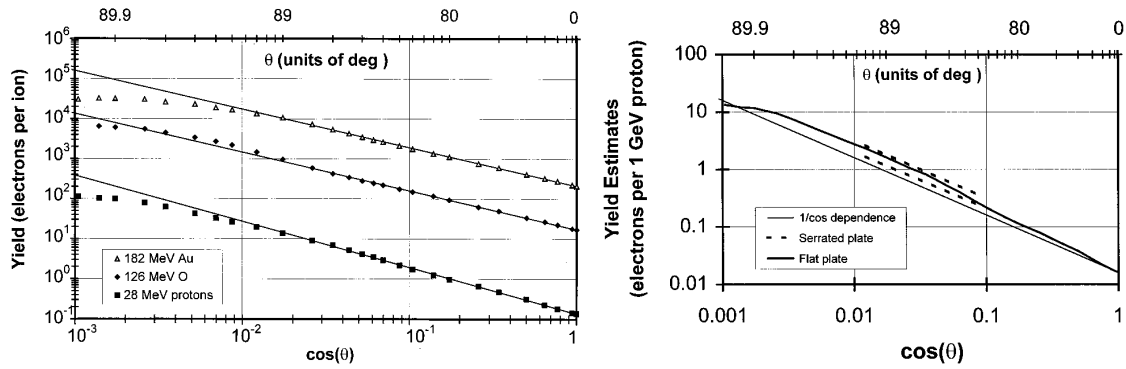 89.9 89 80 0
θ (units of deg )
10^6
10^5
10^4
10^3
10^2
10^1
10^0
10^-1
Yield (electrons per ion)
182 MeV Au
126 MeV O
28 MeV protons
10^-3 10^-2 10^-1 1
cos(θ)
89.9 89 80 0
θ (units of deg )
100
10
1
0.1
0.01
Yield Estimates
(electrons per 1 GeV proton)
1/cos dependence
Serrated plate
Flat plate
0.001 0.01 0.1 1
cos(θ)